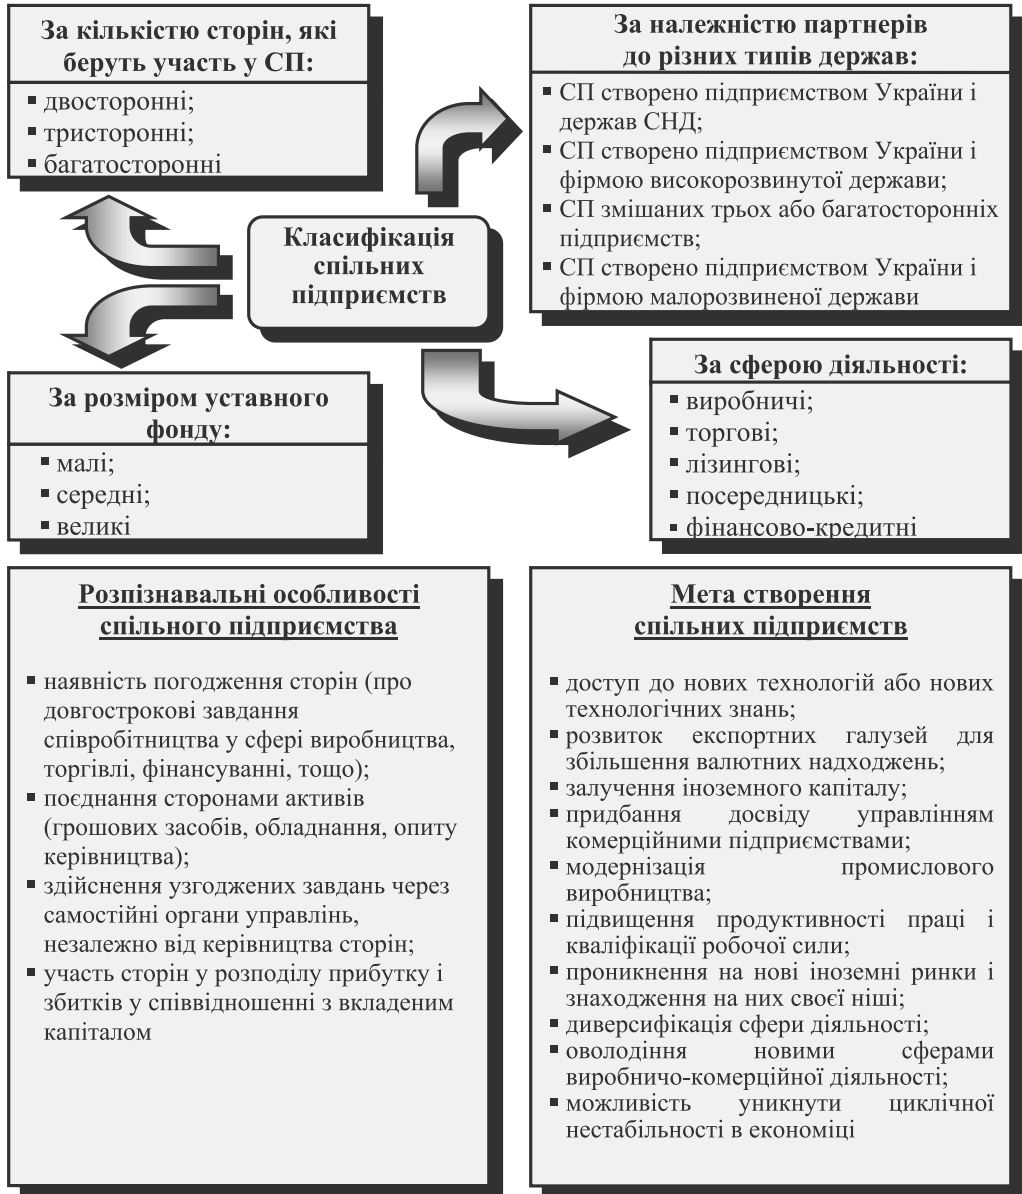 За кількістю сторін, які
беруть участь у СП:
▪ двосторонні;
▪ тристоронні;
▪ багатосторонні
За належністю партнерів
до різних типів держав:
▪ СП створено підприємством України і
держав СНД;
▪ СП створено підприємством України і
фірмою високорозвинутої держави;
▪ СП змішаних трьох або багатосторонніх
підприємств;
▪ СП створено підприємством України і
фірмою малорозвиненої держави
Класифікація
спільних
підприємств
За розміром уставного
фонду:
▪ малі;
▪ середні;
▪ великі
За сферою діяльності:
▪ виробничі;
▪ торгові;
▪ лізингові;
▪ посередницькі;
▪ фінансово-кредитні
Розпізнавальні особливості
спільного підприємства
▪ наявність погодження сторін (про
довгострокові завдання
співробітництва у сфері виробництва,
торгівлі, фінансуванні, тощо);
▪ поєднання сторонами активів
(грошових засобів, обладнання, опиту
керівництва);
▪ здійснення узгоджених завдань через
самостійні органи управлінь,
незалежно від керівництва сторін;
▪ участь сторін у розподілу прибутку і
збитків у співвідношенні з вкладеним
капіталом
Мета створення
спільних підприємств
▪ доступ до нових технологій або нових
технологічних знань;
▪ розвиток експортних галузей для
збільшення валютних надходжень;
▪ залучення іноземного капіталу;
▪ придбання досвіду управлінням
комерційними підприємствами;
▪ модернізація промислового
виробництва;
▪ підвищення продуктивності праці і
кваліфікації робочої сили;
▪ проникнення на нові іноземні ринки і
знаходження на них своєї ніші;
▪ диверсифікація сфери діяльності;
▪ оволодіння новими сферами
виробничо-комерційної діяльності;
▪ можливість уникнути циклічної
нестабільності в економіці